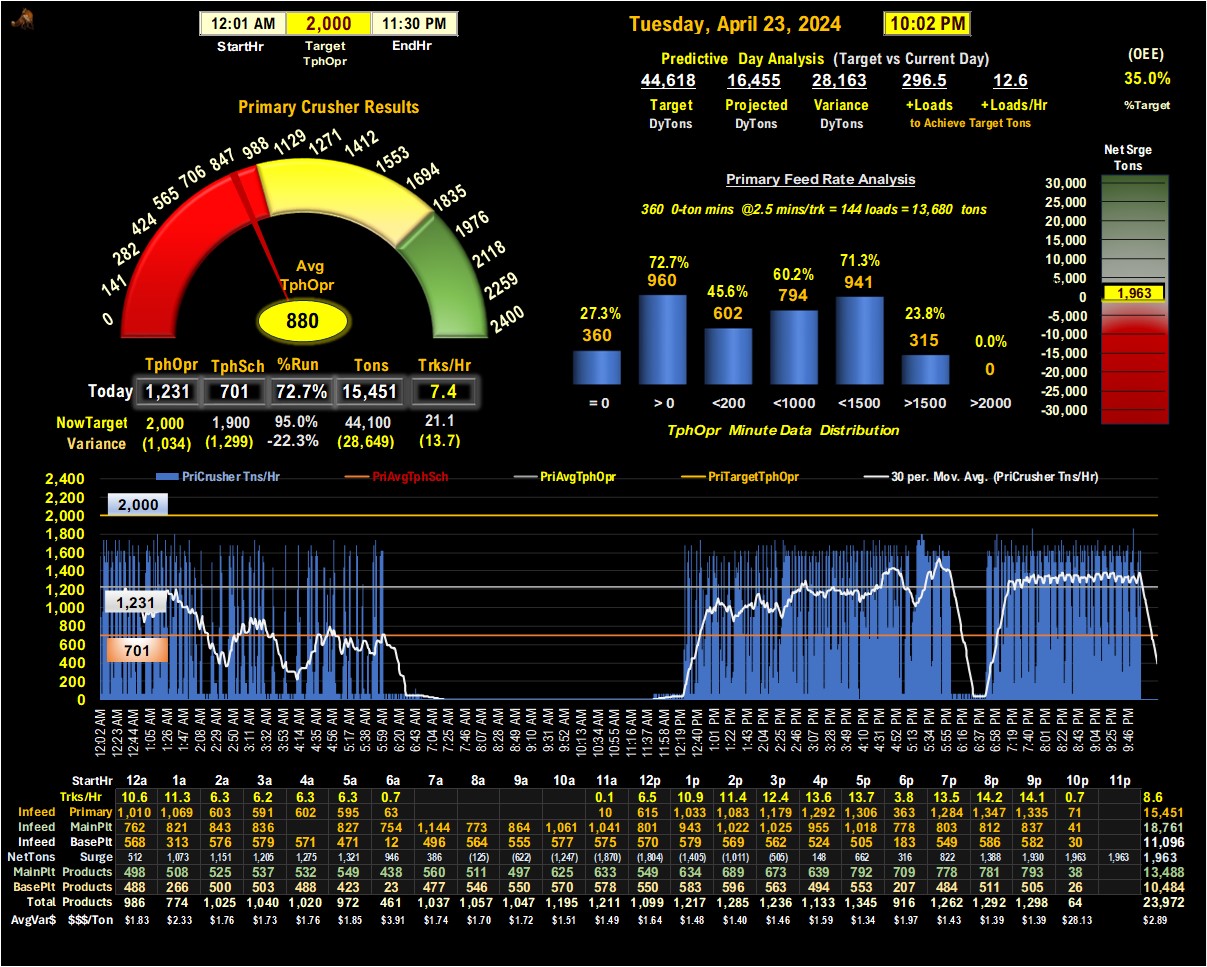 12:01 AM 2,000 11:30 PM
StartHr Target TphOpr EndHr
Tuesday, April 23, 2024 10:02 PM
Predictive Day Analysis (Target vs Current Day)
44,618 16,455 28,163 296.5 12.6
Target Projected Variance +Loads +Loads/Hr
DyTons DyTons DyTons to Achieve Target Tons
(OEE)
35.0%
%Target
Primary Crusher Results
0 141 282 424 565 706 847 988 1129 1271 1412 1553 1694 1835 1976 2118 2259 2400
Avg
TphOpr
880
TphOpr TphSch %Run Tons Trks/Hr
Today 1,231 701 72.7% 15,451 7.4
NowTarget 2,000 1,900 95.0% 44,100 21.1
Variance (1,034) (1,299) -22.3% (28,649) (13.7)
Primary Feed Rate Analysis
360 0-ton mins @2.5 mins/trk = 144 loads = 13,680 tons
27.3% 72.7% 45.6% 60.2% 71.3% 23.8% 0.0%
360 960 602 794 941 315 0
= 0 > 0 <200 <1000 <1500 >1500 >2000
TphOpr Minute Data Distribution
Net Srge
Tons
30,000
25,000
20,000
15,000
10,000
5,000
0 1,963
-5,000
-10,000
-15,000
-20,000
-25,000
-30,000
PriCrusher Tns/Hr PriAvgTphSch PriAvgTphOpr PriTargetTphOpr 30 per. Mov. Avg. (PriCrusher Tns/Hr)
2,400
2,200
2,000
1,800
1,600
1,400
1,200
1,000
800
600
400
200
0
2,000
1,231
701
12:02 AM 12:23 AM 12:44 AM 1:05 AM 1:26 AM 1:47 AM 2:08 AM 2:29 AM 2:50 AM 3:11 AM 3:32 AM 3:53 AM 4:14 AM 4:35 AM 4:56 AM 5:17 AM 5:38 AM 5:59 AM 6:20 AM 6:43 AM 7:04 AM 7:25 AM 7:46 AM 8:07 AM 8:28 AM 8:49 AM 9:10 AM 9:31 AM 9:52 AM 10:13 AM 10:34 AM 10:55 AM 11:16 AM 11:37 AM 11:58 AM 12:19 PM 12:40 PM 1:01 PM 1:22 PM 1:43 PM 2:04 PM 2:25 PM 2:46 PM 3:07 PM 3:28 PM 3:49 PM 4:10 PM 4:31 PM 4:52 PM 5:13 PM 5:34 PM 5:55 PM 6:16 PM 6:37 PM 6:58 PM 7:19 PM 7:40 PM 8:01 PM 8:22 PM 8:43 PM 9:04 PM 9:25 PM 9:46 PM
StartHr 12a 1a 2a 3a 4a 5a 6a 7a 8a 9a 10a 11a 12p 1p 2p 3p 4p 5p 6p 7p 8p 9p 10p 11p
Trks/Hr 10.6 11.3 6.3 6.2 6.3 6.3 0.7 0.1 6.5 10.9 11.4 12.4 13.6 13.7 3.8 13.5 14.2 14.1 0.7 8.6
Infeed Primary 1,010 1,069 603 591 602 595 63 10 615 1,033 1,083 1,179 1,292 1,306 363 1,284 1,347 1,335 71 15,451
Infeed MainPlt 762 821 843 836 827 754 1,144 773 864 1,061 1,041 801 943 1,022 1,025 955 1,018 778 803 812 837 41 18,761
Infeed BasePlt 568 313 576 579 571 471 12 496 564 555 577 575 570 579 569 562 524 505 183 549 586 582 30 11,096
NetTons Surge 512 1,073 1,151 1,205 1,275 1,321 946 386 (125) (622) (1,247) (1,870) (1,804) (1,405) (1,011) (505) 148 662 316 822 1,388 1,930 1,963 1,963 1,963
MainPlt Products 498 508 525 537 532 549 438 560 511 497 625 633 549 634 689 673 639 792 709 778 781 793 38 13,488
BasePlt Products 488 266 500 503 488 423 23 477 546 550 570 578 550 583 596 563 494 553 207 484 511 505 26 10,484
Total Products 986 774 1,025 1,040 1,020 972 461 1,037 1,057 1,047 1,195 1,211 1,099 1,217 1,285 1,236 1,133 1,345 916 1,262 1,292 1,298 64 23,972
AvgVar$ $$$/Ton $1.83 $2.33 $1.76 $1.73 $1.76 $1.85 $3.91 $1.74 $1.70 $1.72 $1.51 $1.49 $1.64 $1.48 $1.40 $1.46 $1.59 $1.34 $1.97 $1.43 $1.39 $1.39 $28.13 $2.89